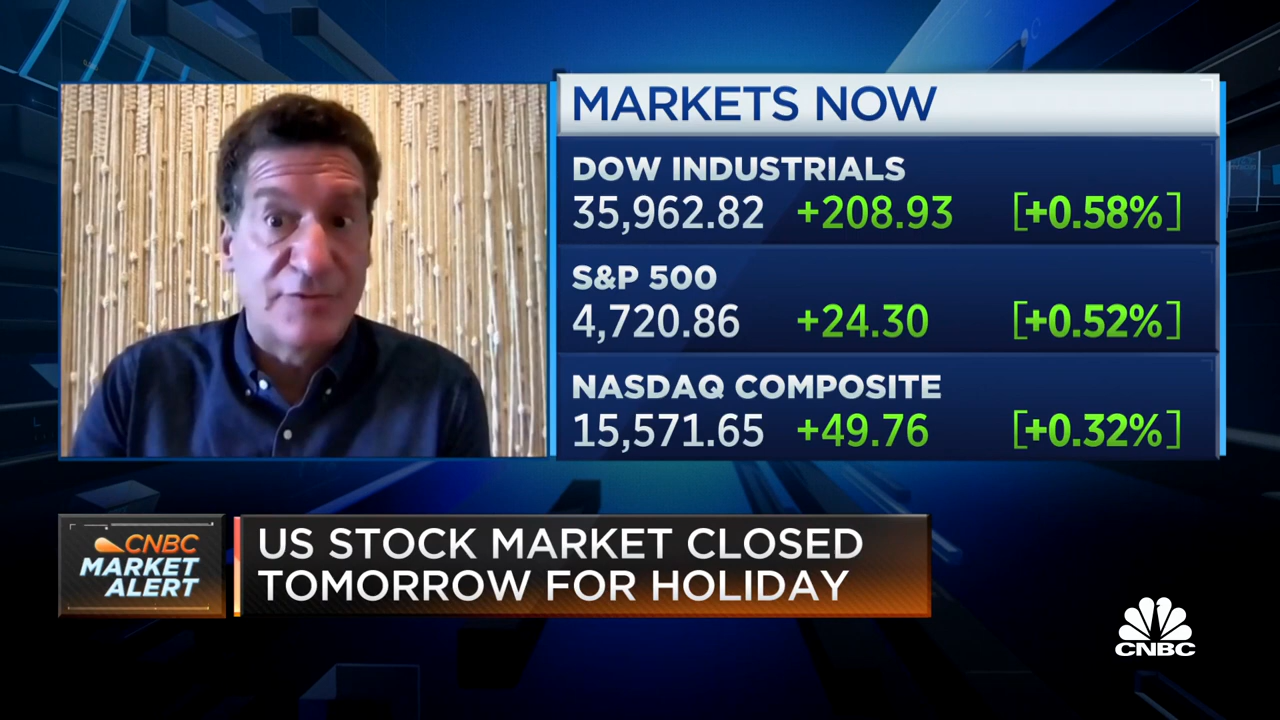 MARKETS NOW
DOW INDUSTRIALS
35,962.82 +208.93 [+0.58%]
S&P 500
4,720.86 +24.30 [+0.52%]
NASDAQ COMPOSITE
15,571.65 +49.76 [+0.32%]
CNBC
MARKET
ALERT
US STOCK MARKET CLOSED
TOMORROW FOR HOLIDAY
CNBC